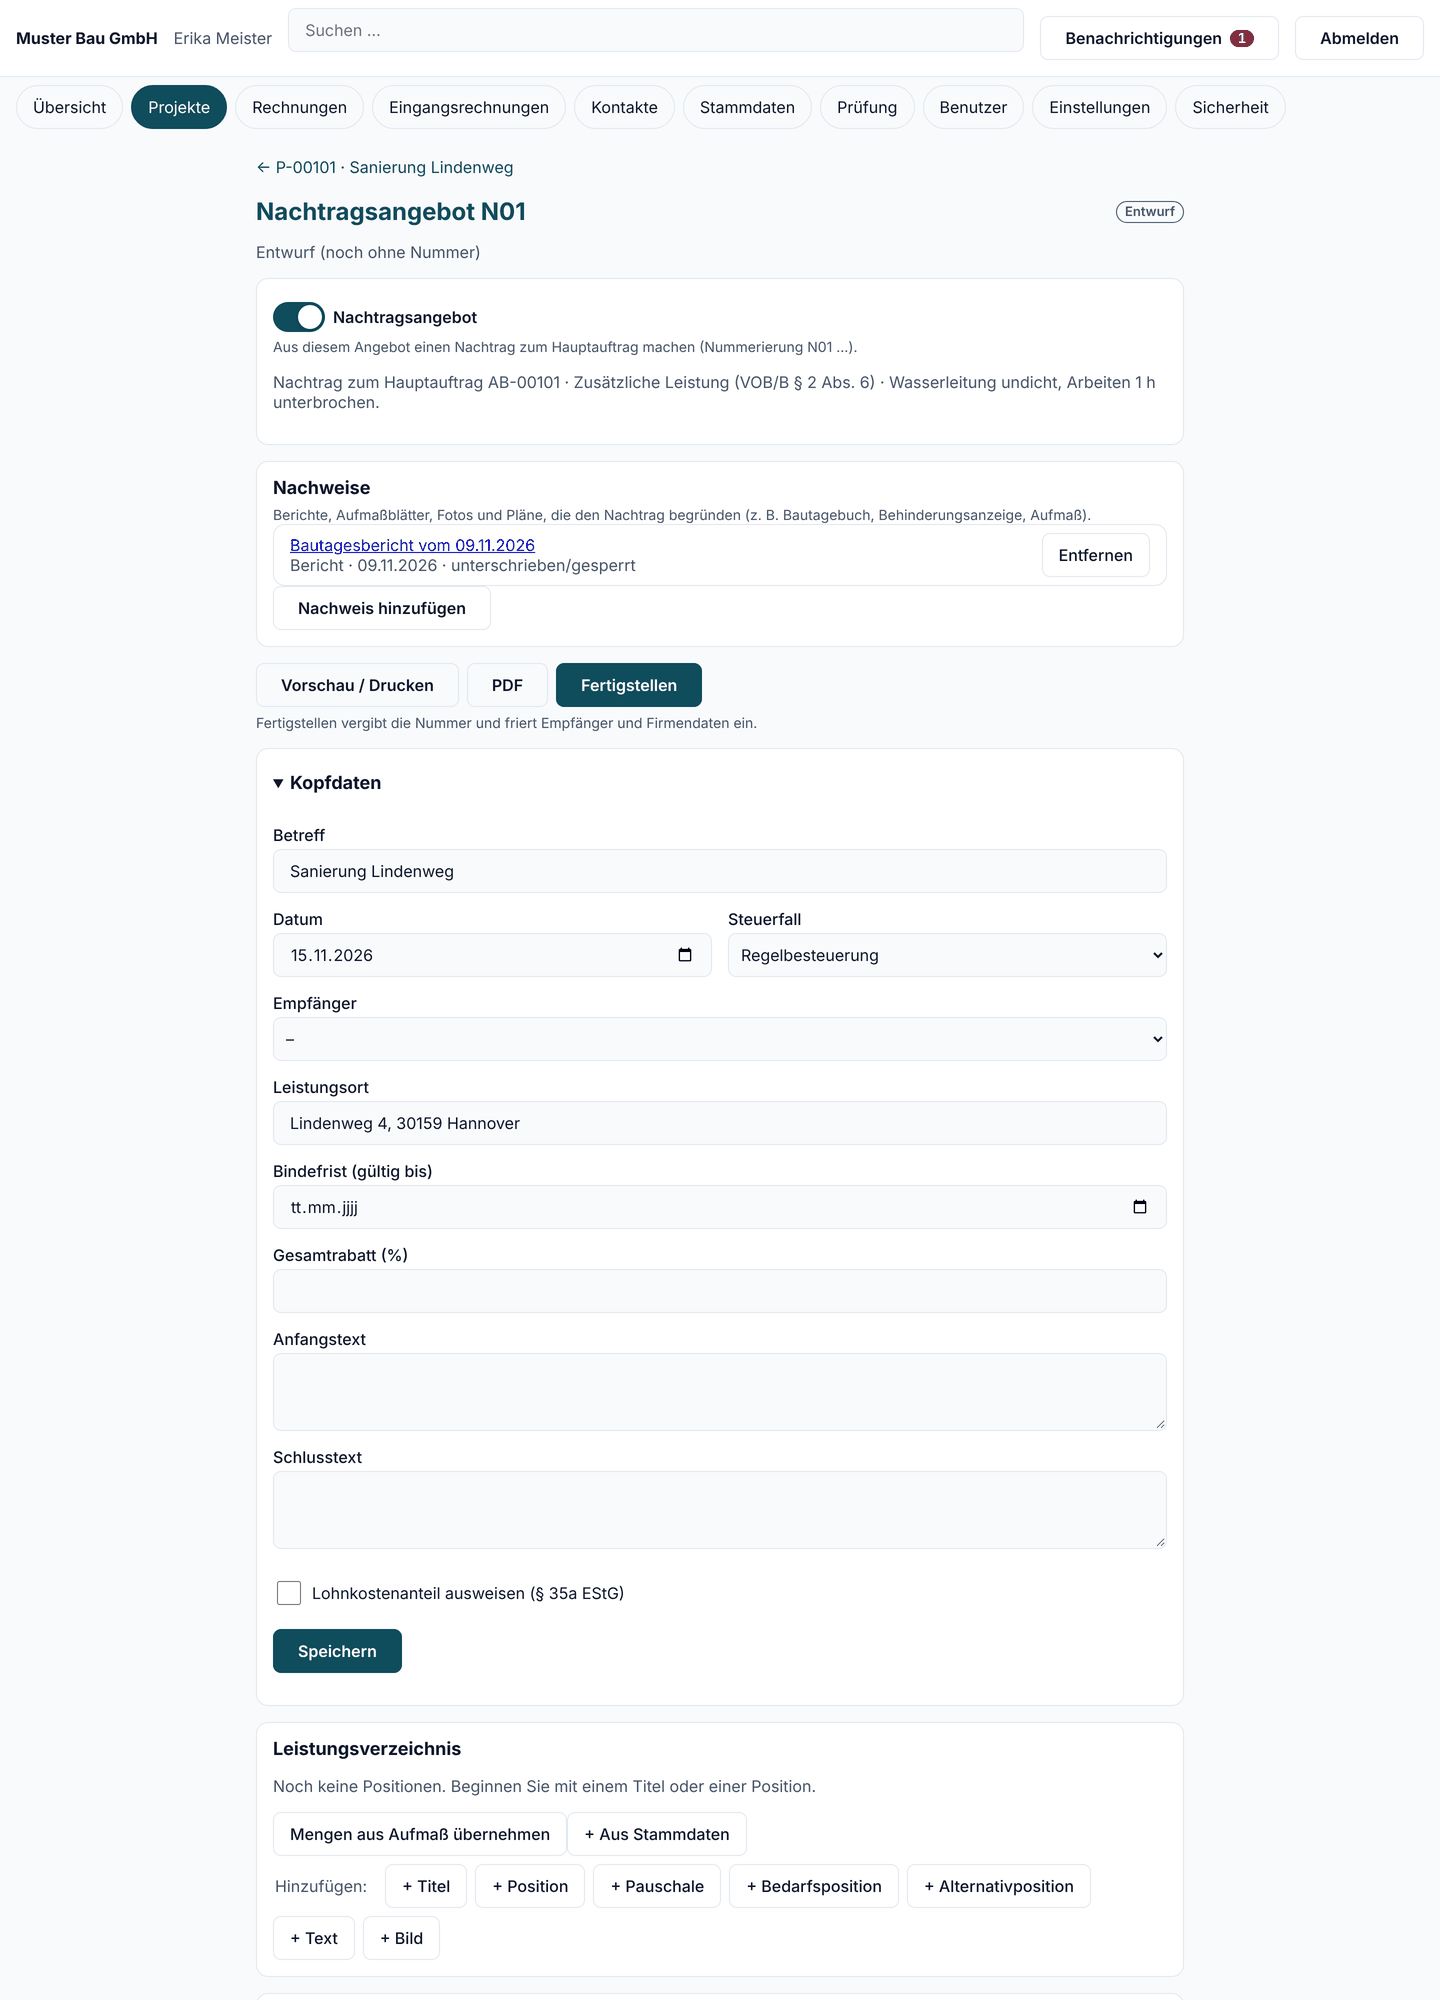 Muster Bau GmbH Erika Meister Suchen ... Benachrichtigungen 1 Abmelden
Übersicht Projekte Rechnungen Eingangsrechnungen Kontakte Stammdaten Prüfung Benutzer Einstellungen Sicherheit
← P-00101 · Sanierung Lindenweg
Nachtragsangebot N01 Entwurf
Entwurf (noch ohne Nummer)
Nachtragsangebot
Aus diesem Angebot einen Nachtrag zum Hauptauftrag machen (Nummerierung N01 ...).
Nachtrag zum Hauptauftrag AB-00101 · Zusätzliche Leistung (VOB/B § 2 Abs. 6) · Wasserleitung undicht, Arbeiten 1 h
unterbrochen.
Nachweise
Berichte, Aufmaßblätter, Fotos und Pläne, die den Nachtrag begründen (z. B. Bautagebuch, Behinderungsanzeige, Aufmaß).
Bautagesbericht vom 09.11.2026
Bericht · 09.11.2026 · unterschrieben/gesperrt
Entfernen
Nachweis hinzufügen
Vorschau / Drucken PDF Fertigstellen
Fertigstellen vergibt die Nummer und friert Empfänger und Firmendaten ein.
▼ Kopfdaten
Betreff
Sanierung Lindenweg
Datum Steuerfall
15.11.2026 Regelbesteuerung
Empfänger
–
Leistungsort
Lindenweg 4, 30159 Hannover
Bindefrist (gültig bis)
tt.mm.jjjj
Gesamtrabatt (%)
Anfangstext
Schlusstext
Lohnkostenanteil ausweisen (§ 35a EStG)
Speichern
Leistungsverzeichnis
Noch keine Positionen. Beginnen Sie mit einem Titel oder einer Position.
Mengen aus Aufmaß übernehmen + Aus Stammdaten
Hinzufügen: + Titel + Position + Pauschale + Bedarfsposition + Alternativposition
+ Text + Bild